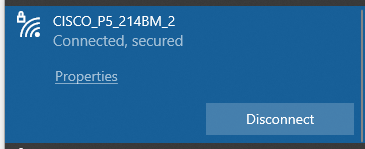 CISCO_P5_214BM_2
Connected, secured
Properties
Disconnect